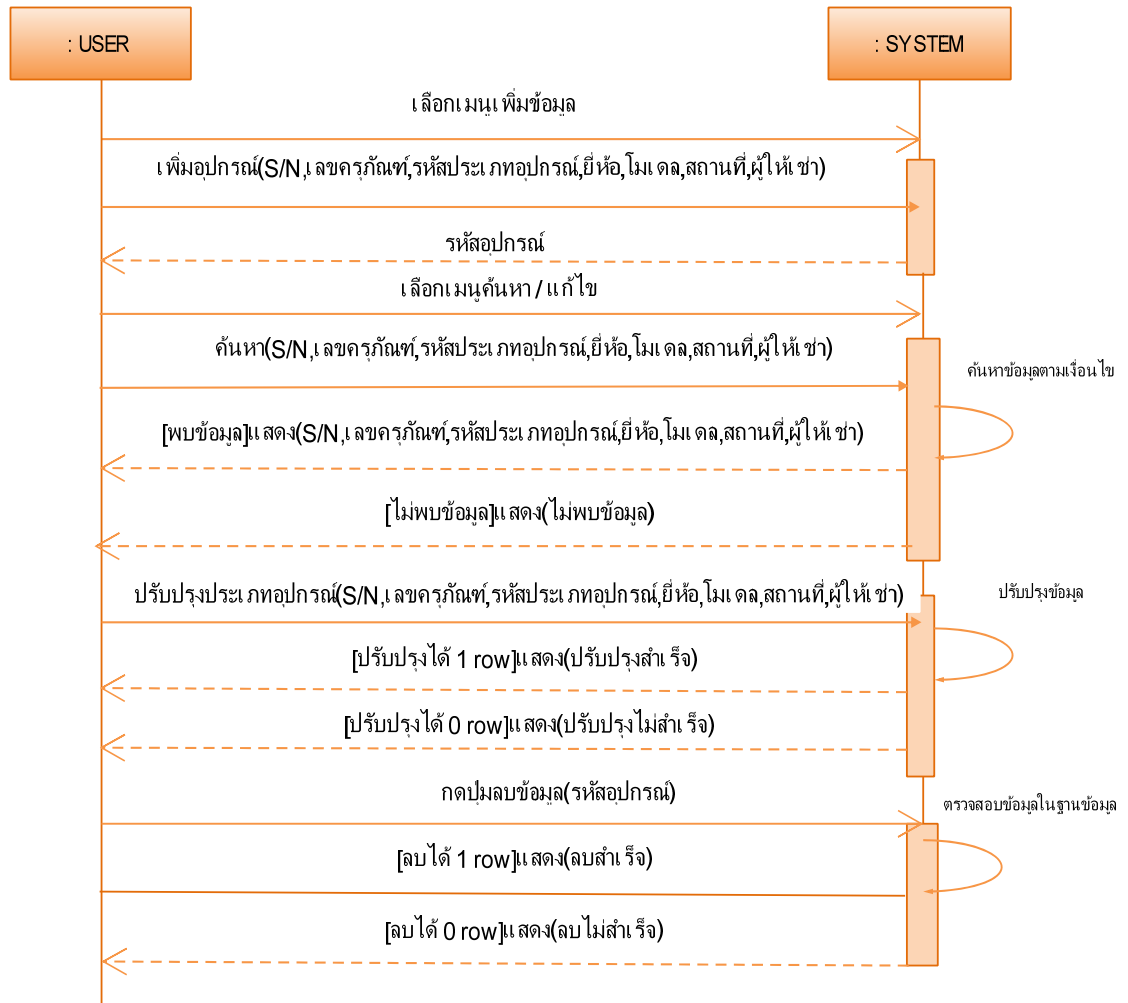 : USER
: SYSTEM
เลือกเมนูเพิ่มข้อมูล
เพิ่มอุปกรณ์(S/N,เลขครุภัณฑ์,รหัสประเภทอุปกรณ์,ยี่ห้อ,โมเดล,สถานที่,ผู้ให้เช่า)
รหัสอุปกรณ์
เลือกเมนูค้นหา / แก้ไข
ค้นหา(S/N,เลขครุภัณฑ์,รหัสประเภทอุปกรณ์,ยี่ห้อ,โมเดล,สถานที่,ผู้ให้เช่า)
ค้นหาข้อมูลตามเงื่อนไข
[พบข้อมูล]แสดง(S/N,เลขครุภัณฑ์,รหัสประเภทอุปกรณ์,ยี่ห้อ,โมเดล,สถานที่,ผู้ให้เช่า)
[ไม่พบข้อมูล]แสดง(ไม่พบข้อมูล)
ปรับปรุงประเภทอุปกรณ์(S/N,เลขครุภัณฑ์,รหัสประเภทอุปกรณ์,ยี่ห้อ,โมเดล,สถานที่,ผู้ให้เช่า)
ปรับปรุงข้อมูล
[ปรับปรุงได้ 1 row]แสดง(ปรับปรุงสำเร็จ)
[ปรับปรุงได้ 0 row]แสดง(ปรับปรุงไม่สำเร็จ)
กดปุ่มลบข้อมูล(รหัสอุปกรณ์)
ตรวจสอบข้อมูลในฐานข้อมูล
[ลบได้ 1 row]แสดง(ลบสำเร็จ)
[ลบได้ 0 row]แสดง(ลบไม่สำเร็จ)